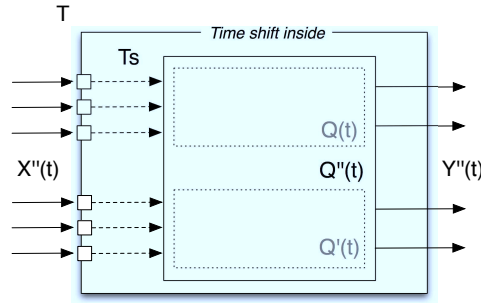 T
Time shift inside
Ts
Q(t)
X"(t)
Q"(t)
Y"(t)
Q'(t)